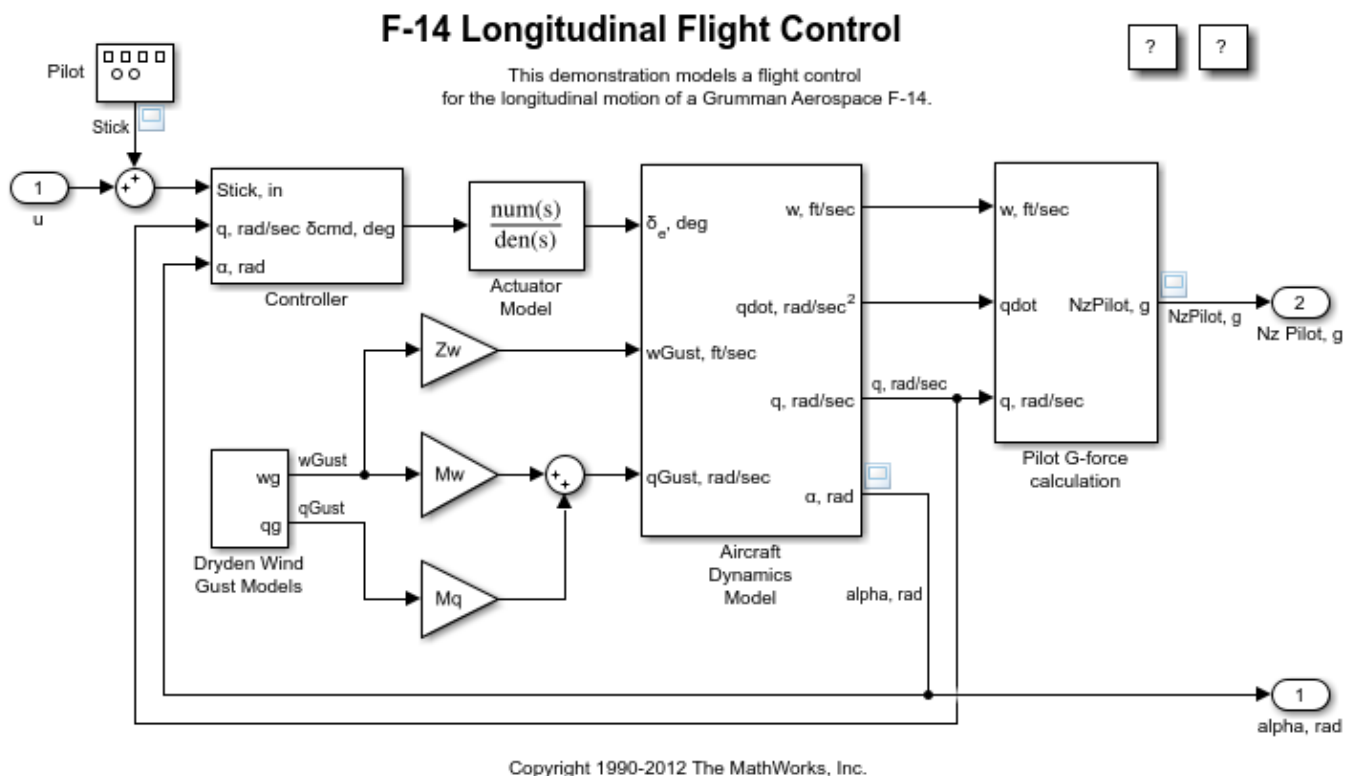 F-14 Longitudinal Flight Control
?
?
This demonstration models a flight control
for the longitudinal motion of a Grumman Aerospace F-14.
Pilot
Stick
1
u
+
+
Stick, in
q, rad/sec δcmd, deg
α, rad
Controller
num(s)
den(s)
Actuator
Model
δe, deg
wGust, ft/sec
qGust, rad/sec
w, ft/sec
qdot, rad/sec²
q, rad/sec
α, rad
Aircraft
Dynamics
Model
q, rad/sec
w, ft/sec
qdot
q, rad/sec
NzPilot, g
Pilot G-force
calculation
NzPilot, g
2
Nz Pilot, g
Zw
Mw
Mq
+
+
wg
qg
wGust
qGust
Dryden Wind
Gust Models
alpha, rad
1
alpha, rad
Copyright 1990-2012 The MathWorks, Inc.